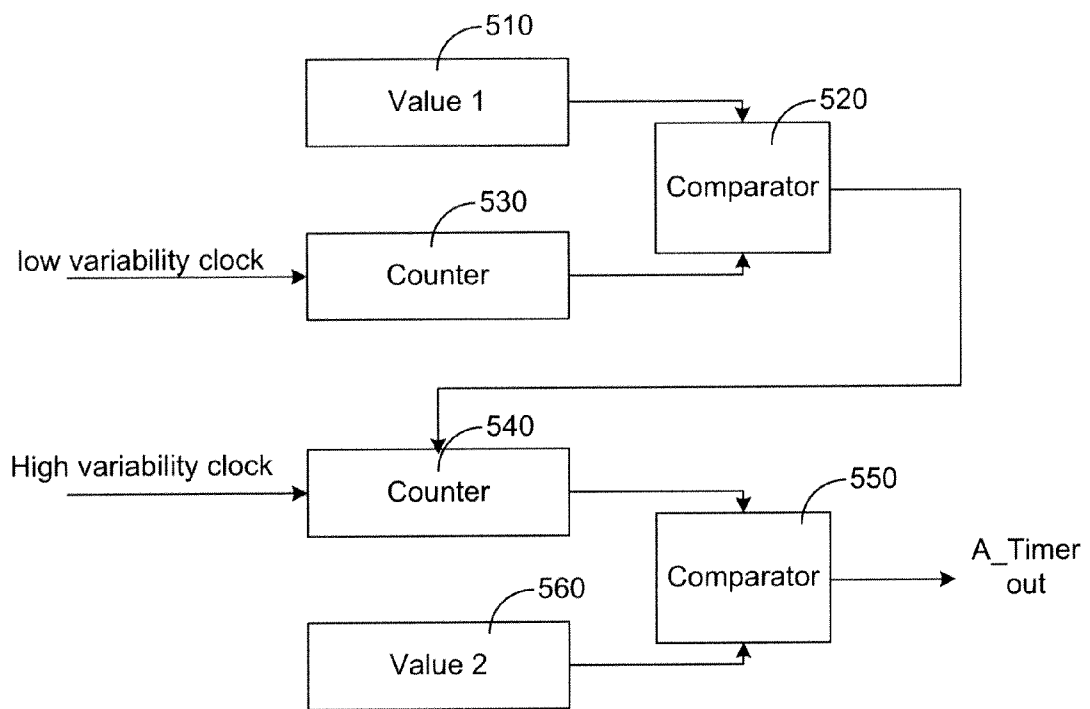 510
Value 1
520
Comparator
530
low variability clock
Counter
540
High variability clock
Counter
550
Comparator
A_Timer
out
560
Value 2